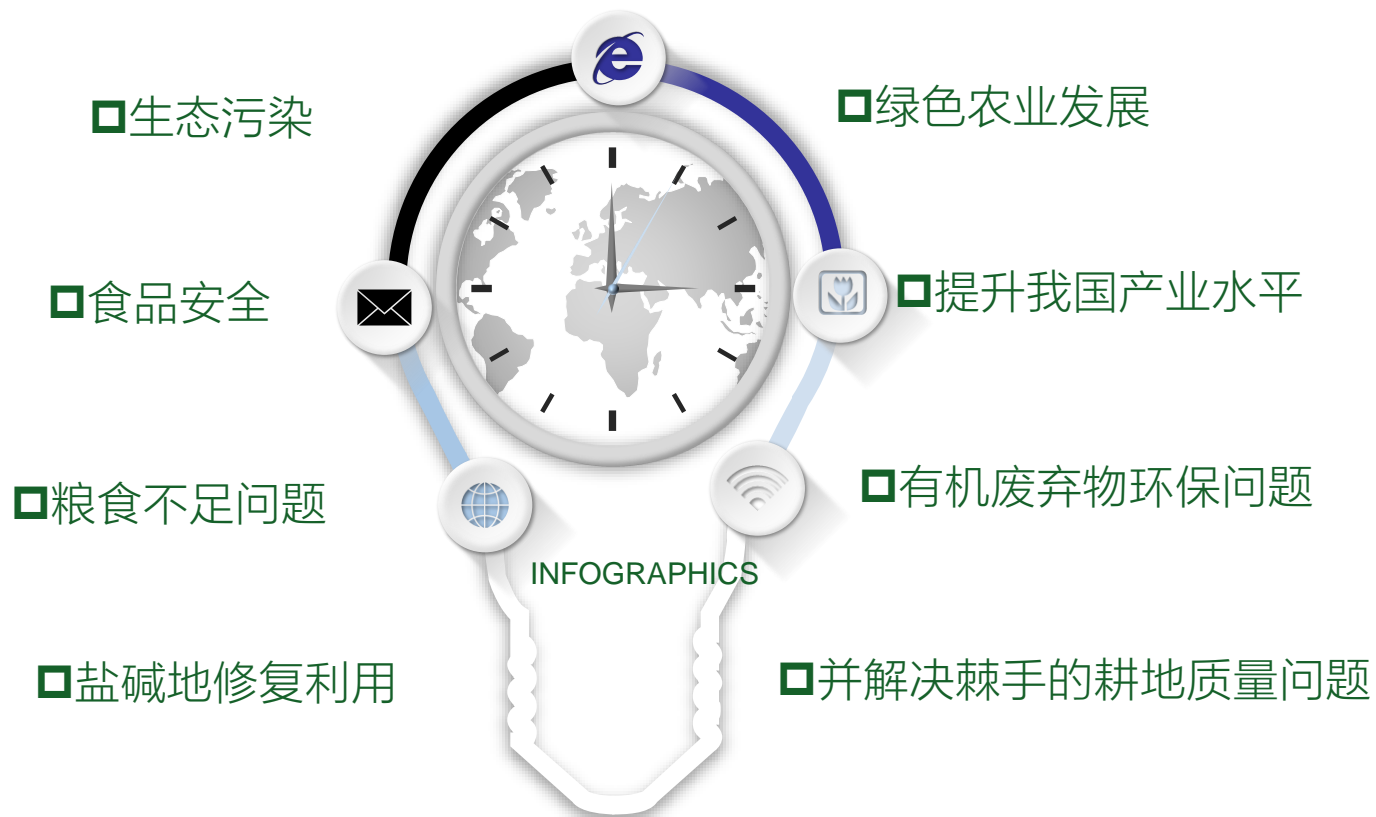 生态污染
食品安全
粮食不足问题
盐碱地修复利用
绿色农业发展
提升我国产业水平
有机废弃物环保问题
并解决棘手的耕地质量问题
INFOGRAPHICS